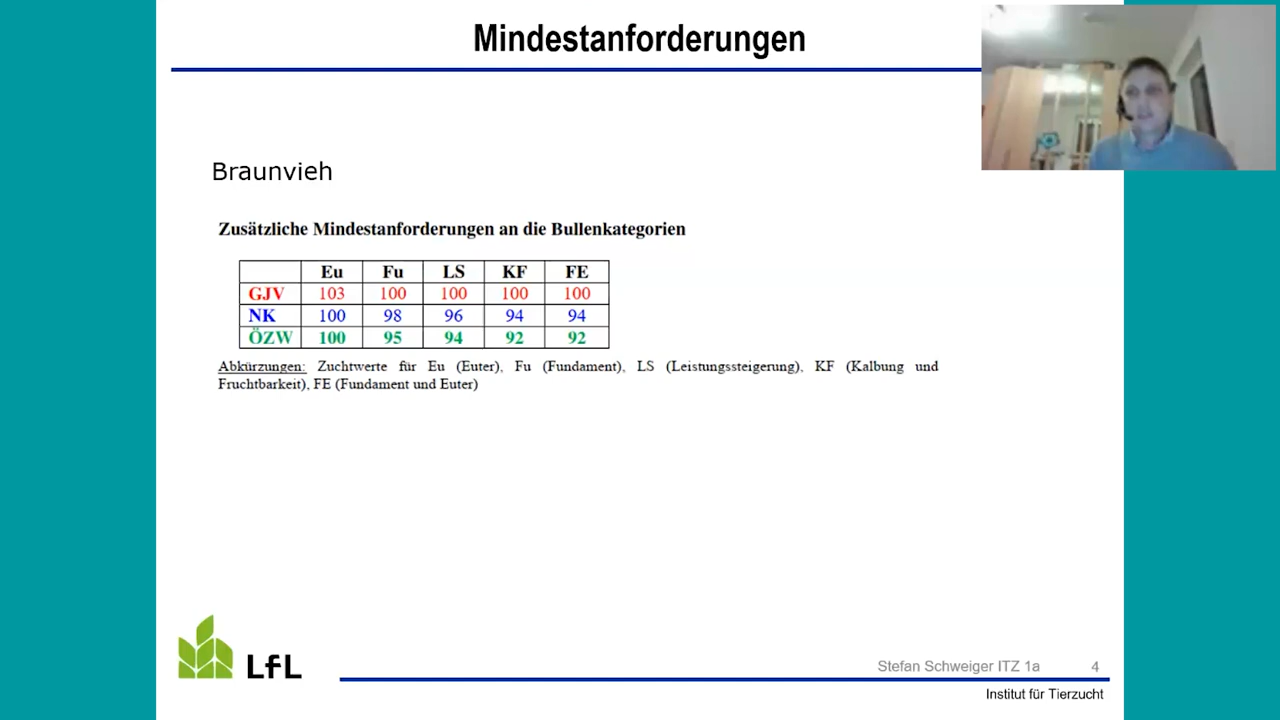 Mindestanforderungen
Braunvieh
Zusätzliche Mindestanforderungen an die Bullenkategorien
Eu Fu LS KF FE
GJV 103 100 100 100 100
NK 100 98 96 94 94
ÖZW 100 95 94 92 92
Abkürzungen: Zuchtwerte für Eu (Euter), Fu (Fundament), LS (Leistungssteigerung), KF (Kalbung und
Fruchtbarkeit), FE (Fundament und Euter)
LfL
Stefan Schweiger ITZ 1a 4
Institut für Tierzucht